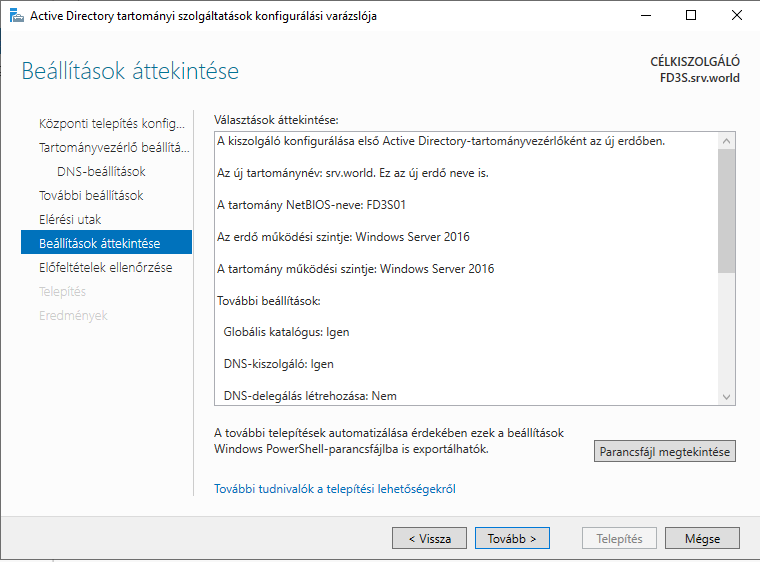 Active Directory tartományi szolgáltatások konfigurálási varázslója
Beállítások áttekintése
CÉLKISZOLGÁLÓ
FD3S.srv.world
Központi telepítés konfig...
Tartományvezérlő beállítá...
DNS-beállítások
További beállítások
Elérési utak
Beállítások áttekintése
Előfeltételek ellenőrzése
Telepítés
Eredmények
Választások áttekintése:
A kiszolgáló konfigurálása első Active Directory-tartományvezérlőként az új erdőben.
Az új tartománynév: srv.world. Ez az új erdő neve is.
A tartomány NetBIOS-neve: FD3S01
Az erdő működési szintje: Windows Server 2016
A tartomány működési szintje: Windows Server 2016
További beállítások:
Globális katalógus: Igen
DNS-kiszolgáló: Igen
DNS-delegálás létrehozása: Nem
A további telepítések automatizálása érdekében ezek a beállítások
Windows PowerShell-parancsfájlba is exportálhatók.
Parancsfájl megtekintése
További tudnivalók a telepítési lehetőségekről
< Vissza
Tovább >
Telepítés
Mégse